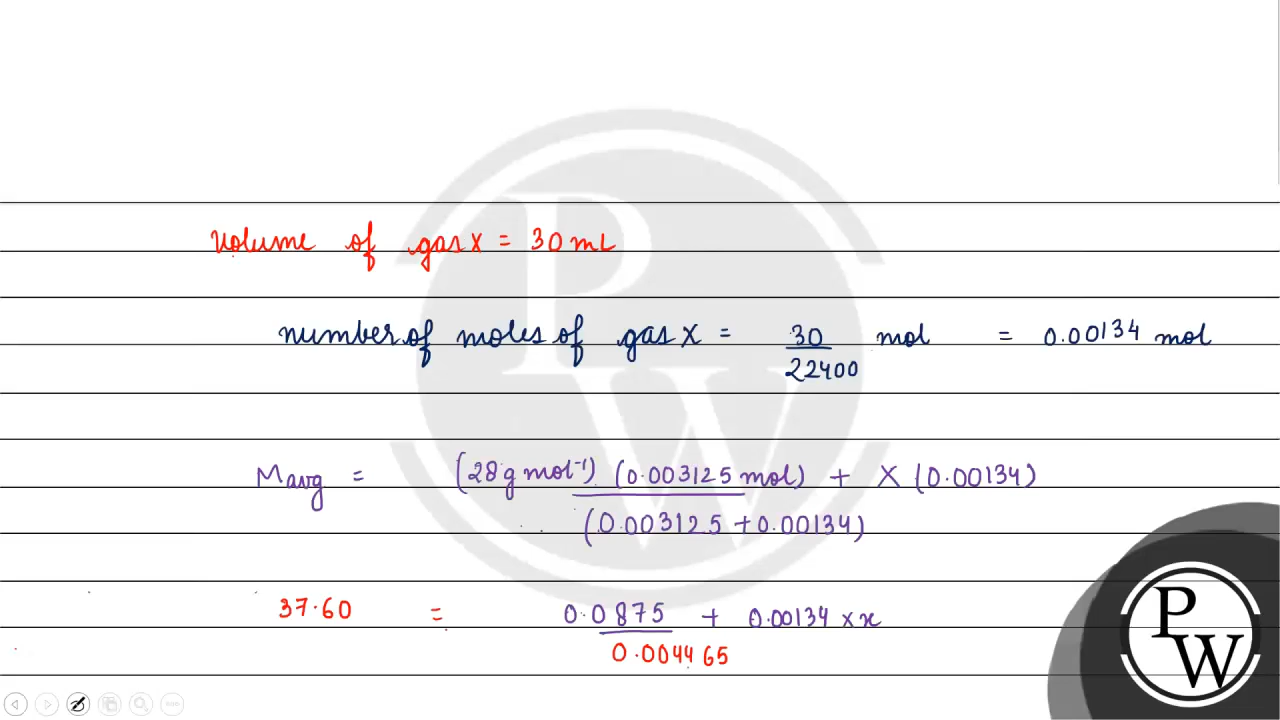 volume of gas X = 30 mL
number of moles of gas X = 30/22400 mol = 0.00134 mol
M avg = (28 g mol⁻¹) (0.003125 mol) + X (0.00134)
(0.003125 + 0.00134)
37.60 = 0.0875 + 0.00134 × x
0.004465
P
W
P
W